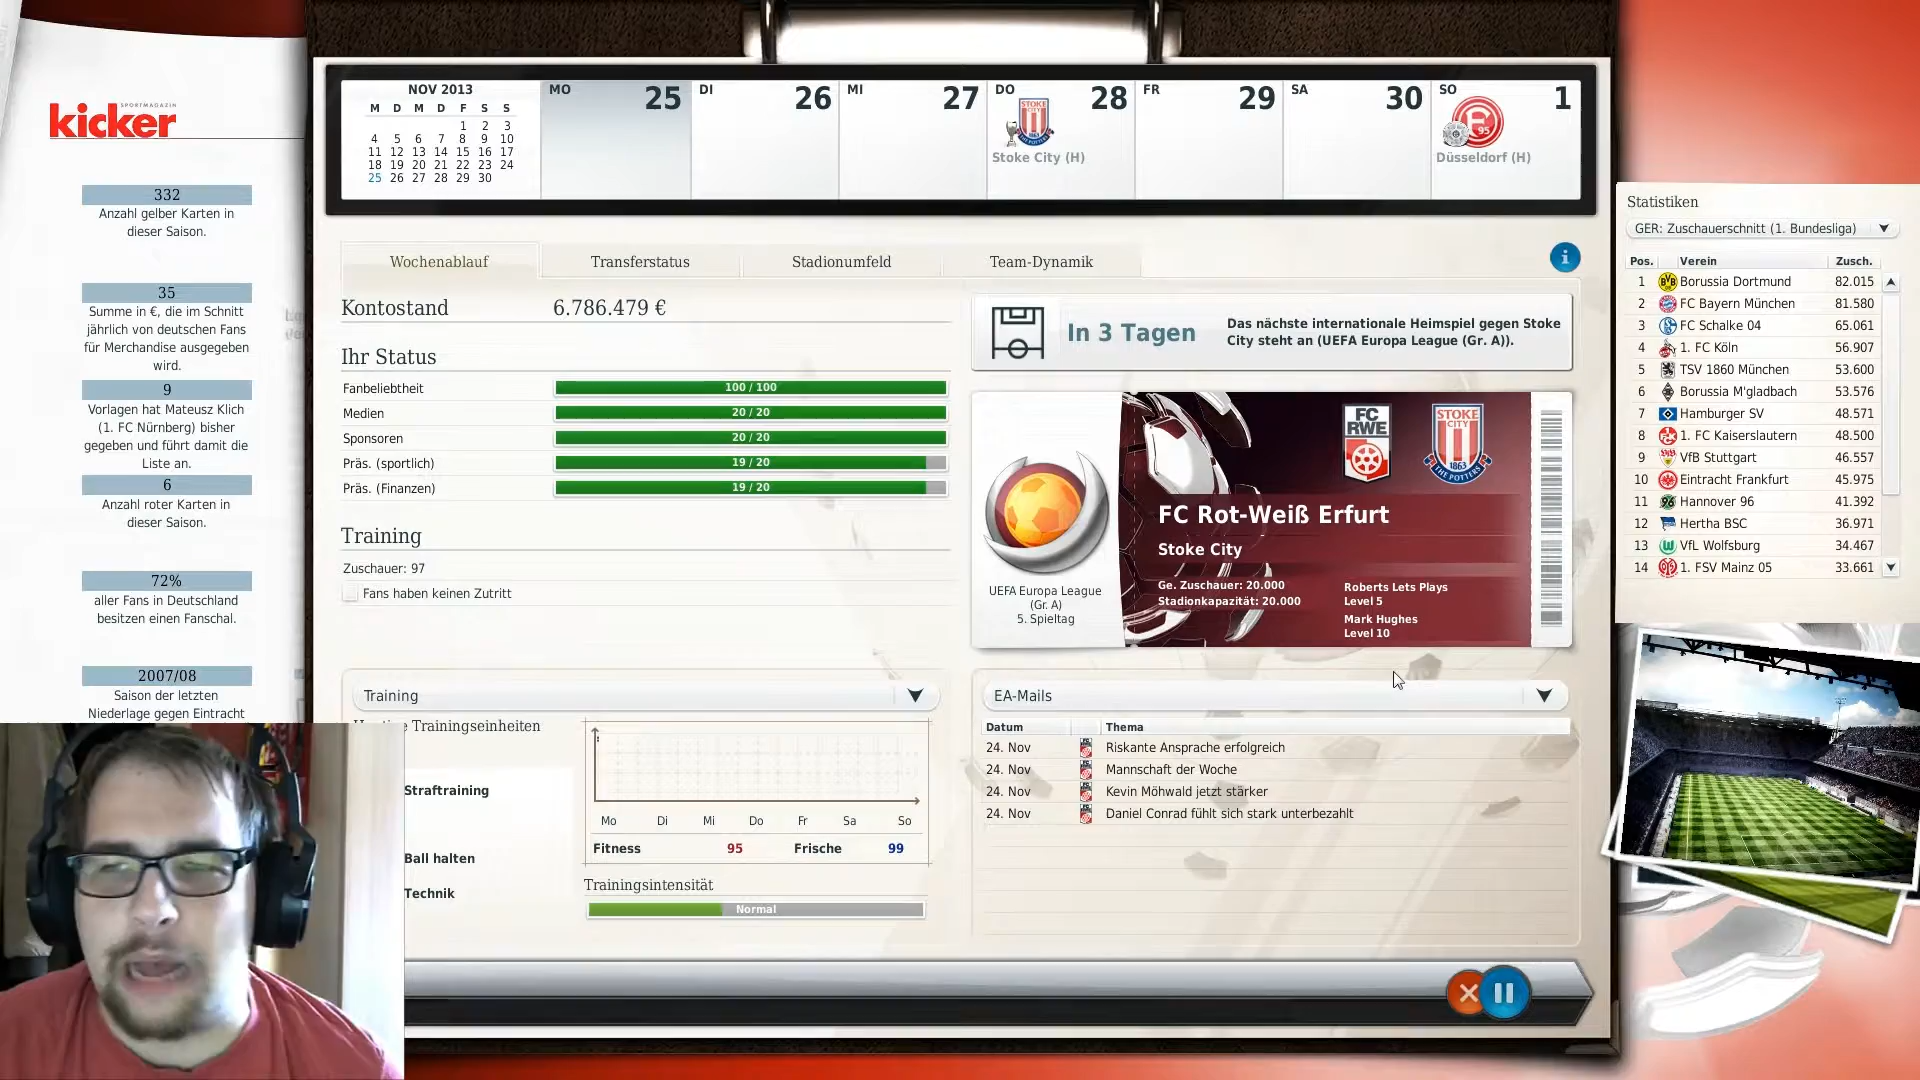 SPORTMAGAZIN
kicker
332
Anzahl gelber Karten in
dieser Saison.
35
Summe in €, die im Schnitt
jährlich von deutschen Fans
für Merchandise ausgegeben
wird.
9
Vorlagen hat Mateusz Klich
(1. FC Nürnberg) bisher
gegeben und führt damit die
Liste an.
6
Anzahl roter Karten in
dieser Saison.
72%
aller Fans in Deutschland
besitzen einen Fanschal.
2007/08
Saison der letzten
Niederlage gegen Eintracht
NOV 2013
M D M D F S S
1 2 3
4 5 6 7 8 9 10
11 12 13 14 15 16 17
18 19 20 21 22 23 24
25 26 27 28 29 30
MO 25
DI 26
MI 27
DO 28
Stoke City (H)
FR 29
SA 30
SO 1
Düsseldorf (H)
Wochenablauf
Transferstatus
Stadionumfeld
Team-Dynamik
Kontostand 6.786.479 €
Ihr Status
Fanbeliebtheit 100 / 100
Medien 20 / 20
Sponsoren 20 / 20
Präs. (sportlich) 19 / 20
Präs. (Finanzen) 19 / 20
Training
Zuschauer: 97
Fans haben keinen Zutritt
In 3 Tagen
Das nächste internationale Heimspiel gegen Stoke
City steht an (UEFA Europa League (Gr. A)).
UEFA Europa League
(Gr. A)
5. Spieltag
FC
RWE
STOKE
CITY
1863
THE POTTERS
FC Rot-Weiß Erfurt
Stoke City
Ge. Zuschauer: 20.000
Stadionkapazität: 20.000
Roberts Lets Plays
Level 5
Mark Hughes
Level 10
Training
Trainingseinheiten
Straftraining
Ball halten
Technik
Mo Di Mi Do Fr Sa So
Fitness 95 Frische 99
Trainingsintensität
Normal
EA-Mails
Datum Thema
24. Nov Riskante Ansprache erfolgreich
24. Nov Mannschaft der Woche
24. Nov Kevin Möhwald jetzt stärker
24. Nov Daniel Conrad fühlt sich stark unterbezahlt
Statistiken
GER: Zuschauerschnitt (1. Bundesliga)
Pos. Verein Zusch.
1 Borussia Dortmund 82.015
2 FC Bayern München 81.580
3 FC Schalke 04 65.061
4 1. FC Köln 56.907
5 TSV 1860 München 53.600
6 Borussia M'gladbach 53.576
7 Hamburger SV 48.571
8 1. FC Kaiserslautern 48.500
9 VfB Stuttgart 46.557
10 Eintracht Frankfurt 45.975
11 Hannover 96 41.392
12 Hertha BSC 36.971
13 VfL Wolfsburg 34.467
14 1. FSV Mainz 05 33.661